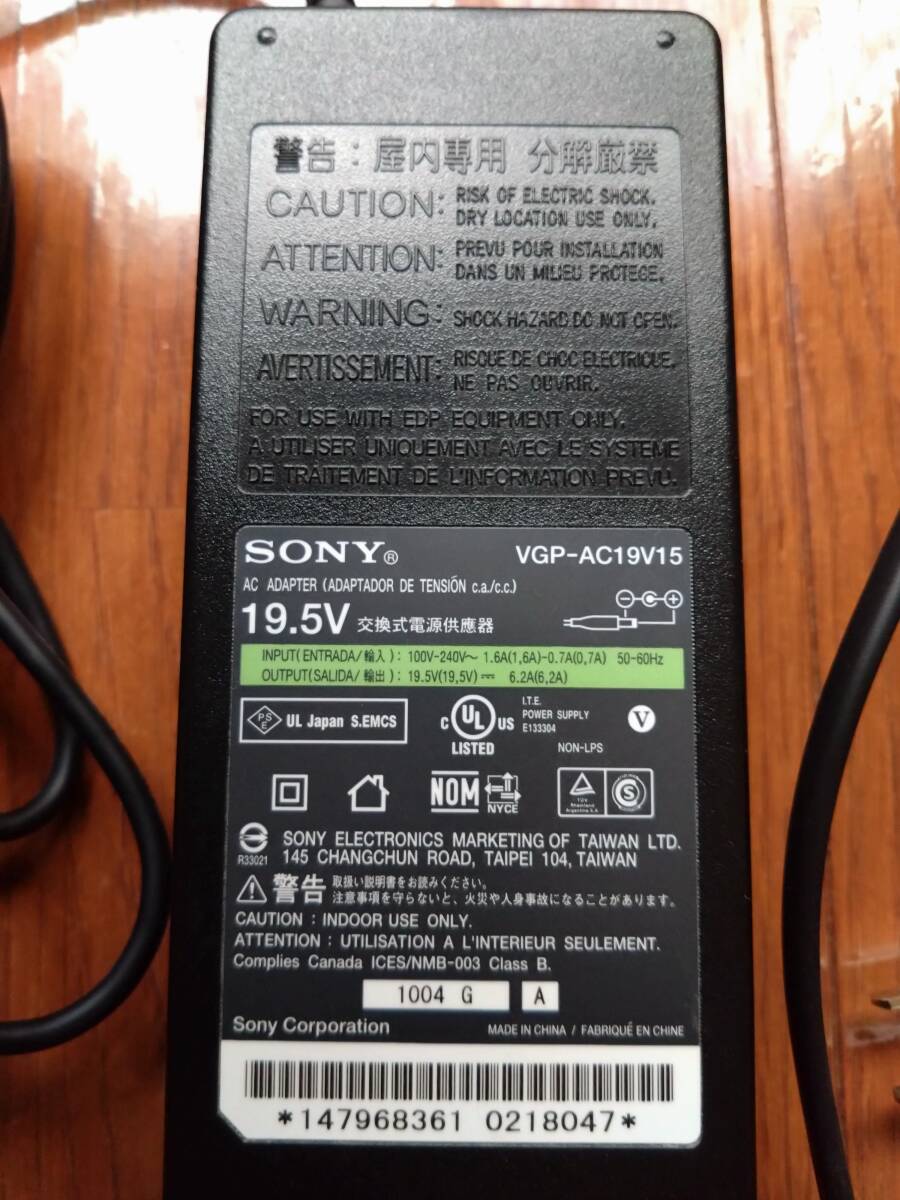 警告：屋内専用 分解厳禁
CAUTION: RISK OF ELECTRIC SHOCK.
DRY LOCATION USE ONLY.
ATTENTION: PREVU POUR INSTALLATION
DANS UN MILIEU PROTEGE.
WARNING: SHOCK HAZARD DO NOT OPEN.
AVERTISSEMENT: RISQUE DE CHOC ELECTRIQUE.
NE PAS OUVRIR.
FOR USE WITH EDP EQUIPMENT ONLY.
A UTILISER UNIQUEMENT AVEC LE SYSTEME
DE TRAITEMENT DE L'INFORMATION PREVU.
SONY® VGP-AC19V15
AC ADAPTER (ADAPTADOR DE TENSIÓN c.a./c.c.)
19.5V 交換式電源供應器
INPUT(ENTRADA/輸入): 100V-240V~ 1.6A(1,6A)-0.7A(0,7A) 50-60Hz
OUTPUT(SALIDA/輸出): 19.5V(19,5V)⎓ 6.2A(6,2A)
PSE UL Japan S.EMCS
C UL US
LISTED
I.T.E.
POWER SUPPLY
E133304
NON-LPS
V
NOM NYCE
TÜV
Rheinland
Argentina S.A.
S
R33021
SONY ELECTRONICS MARKETING OF TAIWAN LTD.
145 CHANGCHUN ROAD, TAIPEI 104, TAIWAN
警告 取扱い説明書をお読みください。
注意事項を守らないと、火災や人身事故になることがあります。
CAUTION : INDOOR USE ONLY.
ATTENTION : UTILISATION A L'INTERIEUR SEULEMENT.
Complies Canada ICES/NMB-003 Class B.
1004 G A
Sony Corporation MADE IN CHINA / FABRIQUÉ EN CHINE
*147968361 0218047*